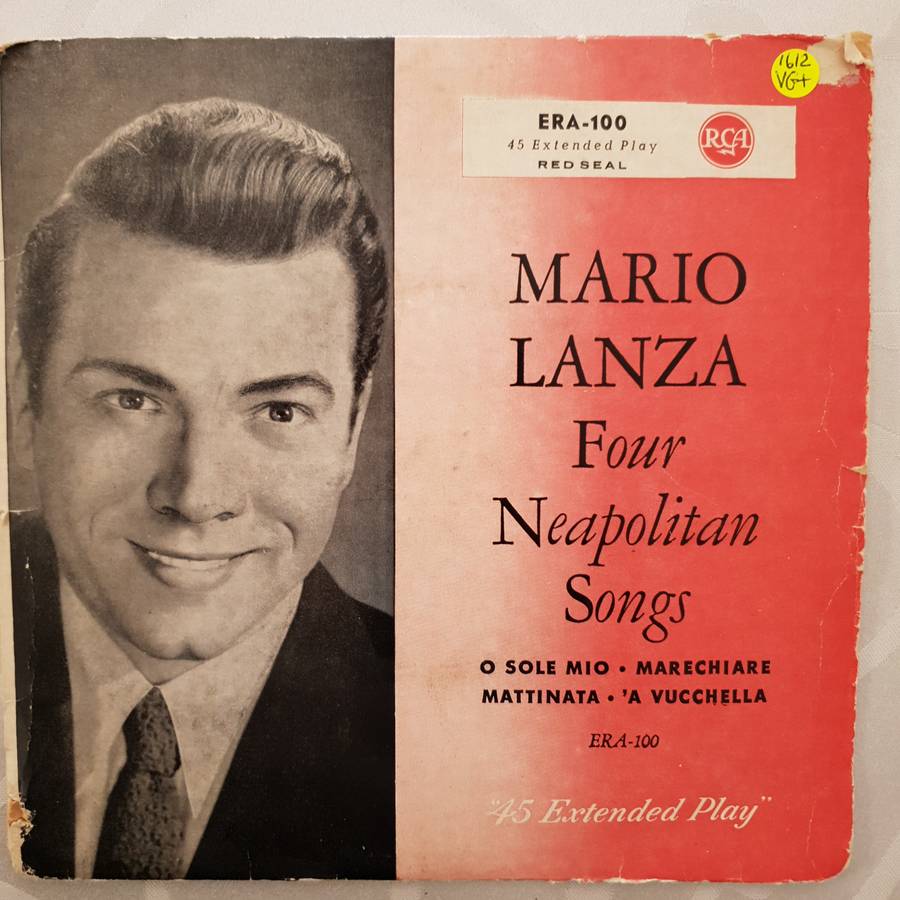 1612
VG+
ERA-100
45 Extended Play
RED SEAL
RCA
MARIO
LANZA
Four
Neapolitan
Songs
O SOLE MIO • MARECHIARE
MATTINATA • 'A VUCCHELLA
ERA-100
"45 Extended Play"